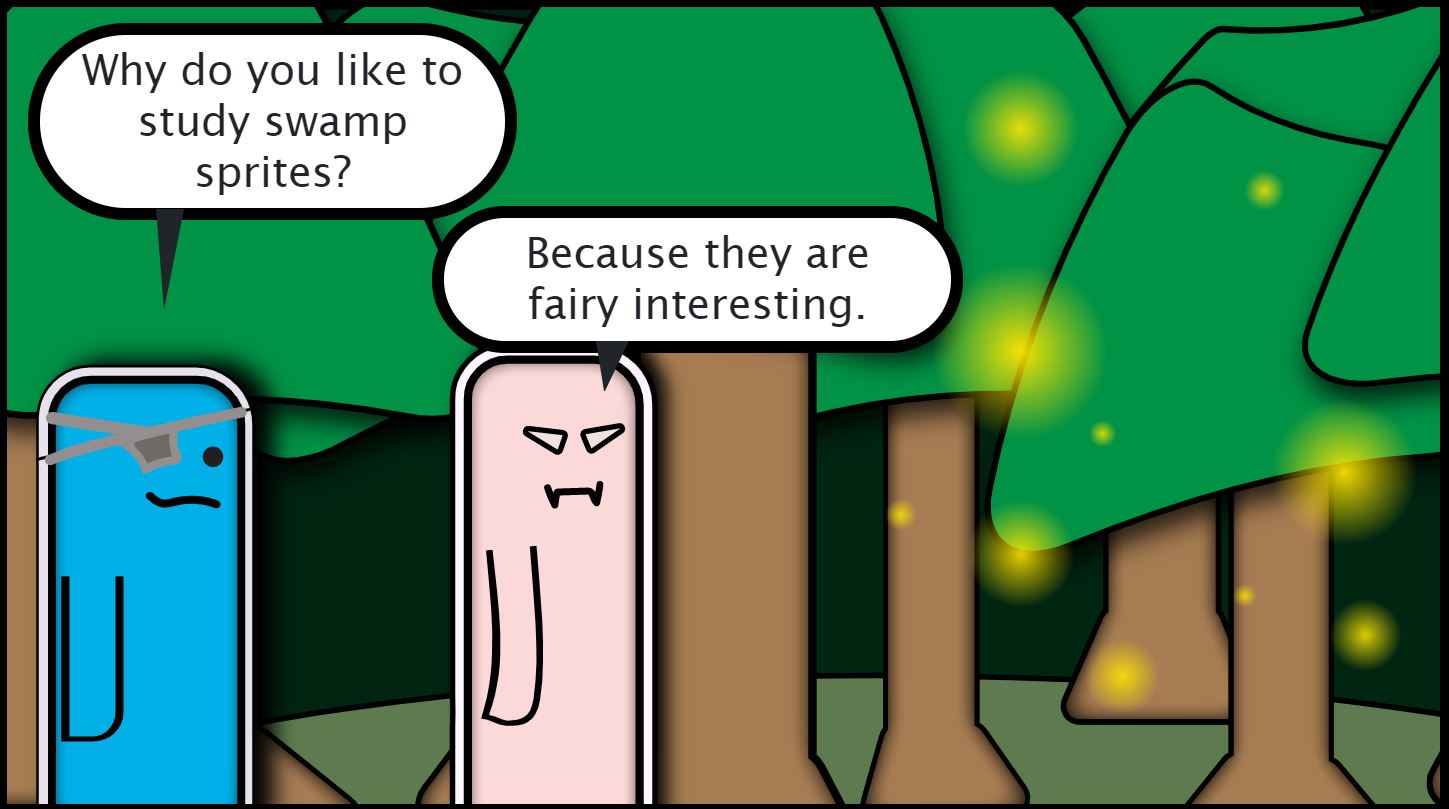 Why do you like to
study swamp
sprites?
Because they are
fairy interesting.